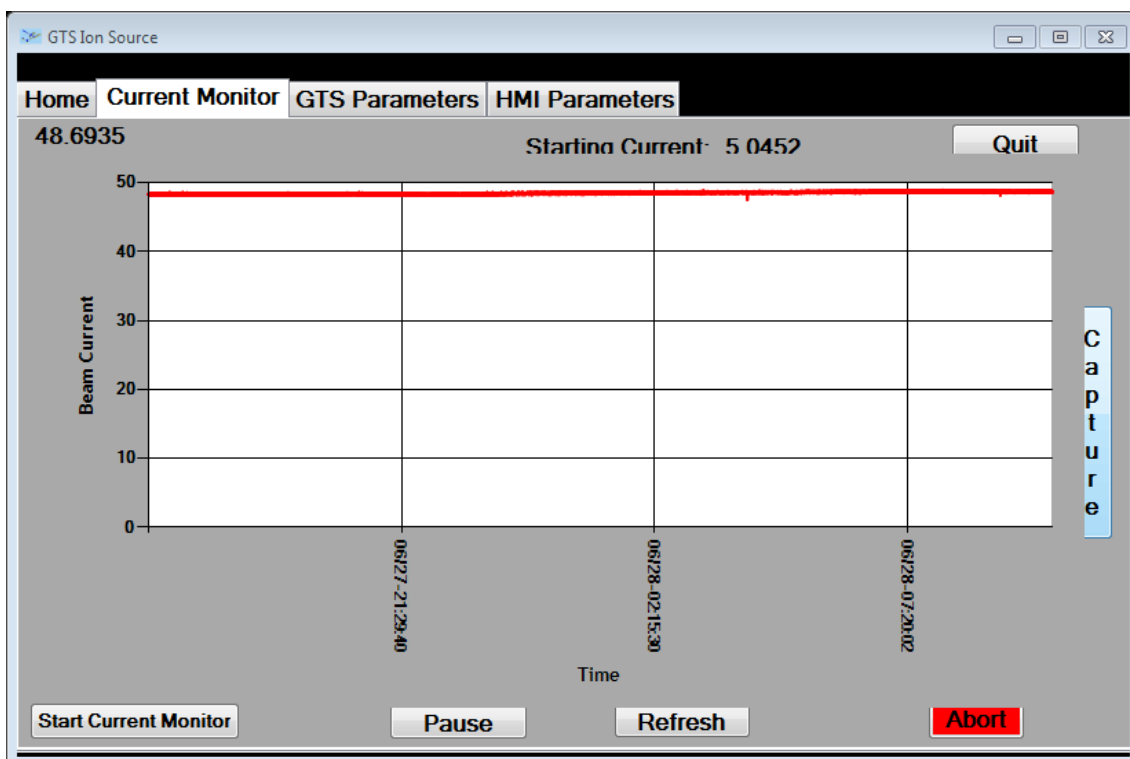 GTS Ion Source
Home Current Monitor GTS Parameters HMI Parameters
48.6935
Starting Current: 5.0452
Quit
50
40
30
20
10
0
Beam Current
06/27-21:29:40
06/28-02:15:30
06/28-07:20:02
Time
Capture
Start Current Monitor
Pause
Refresh
Abort